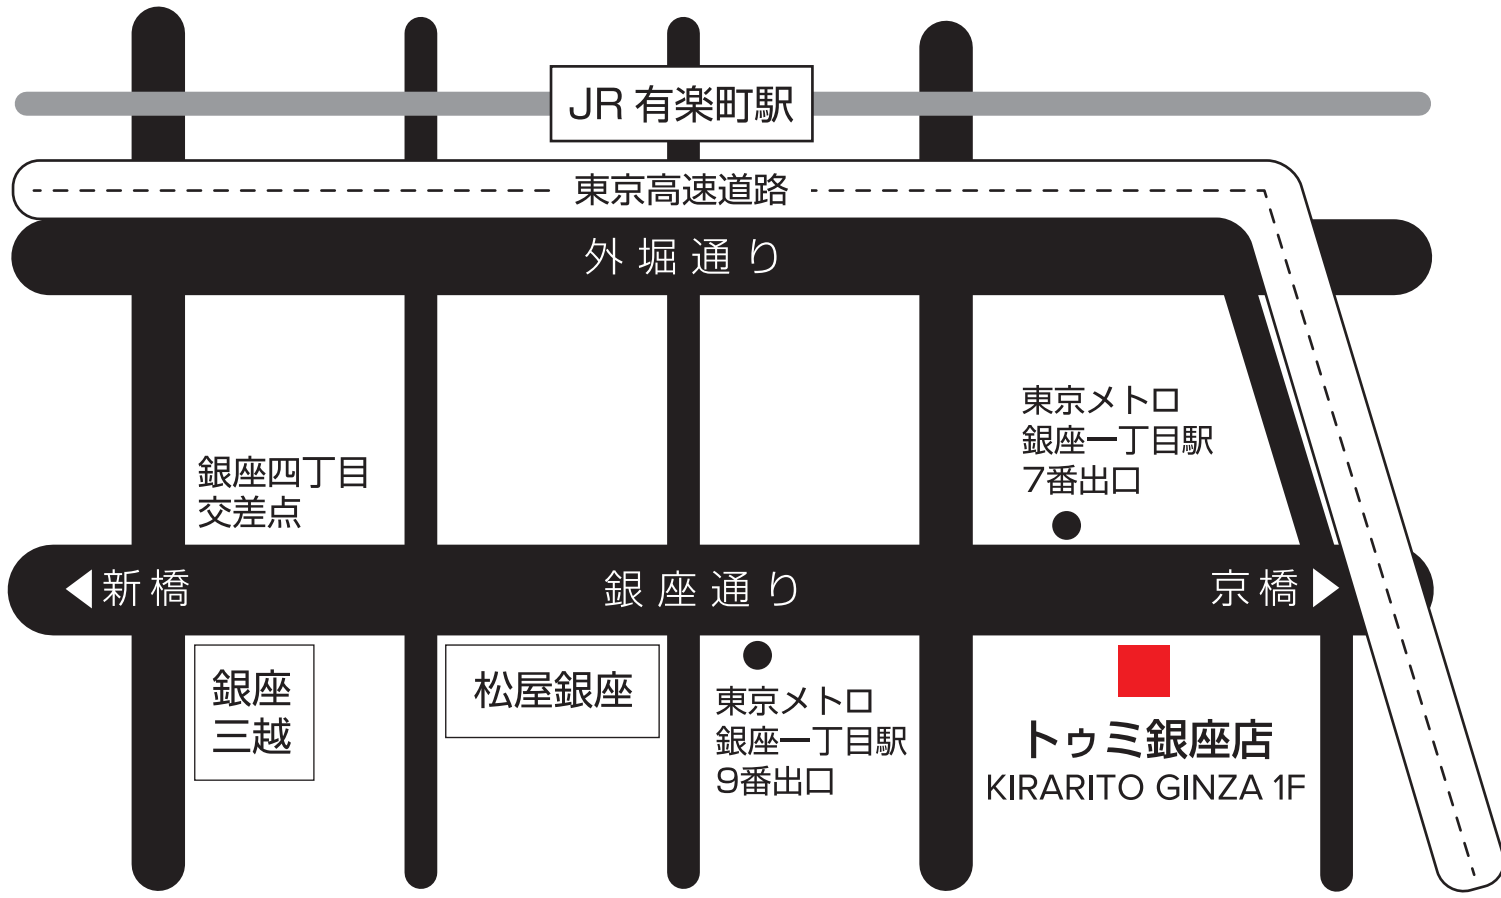 JR 有楽町駅
東京高速道路
外堀通り
東京メトロ
銀座一丁目駅
7番出口
銀座四丁目
交差点
新橋
銀座通り
京橋
銀座
三越
松屋銀座
東京メトロ
銀座一丁目駅
9番出口
トゥミ銀座店
KIRARITO GINZA 1F